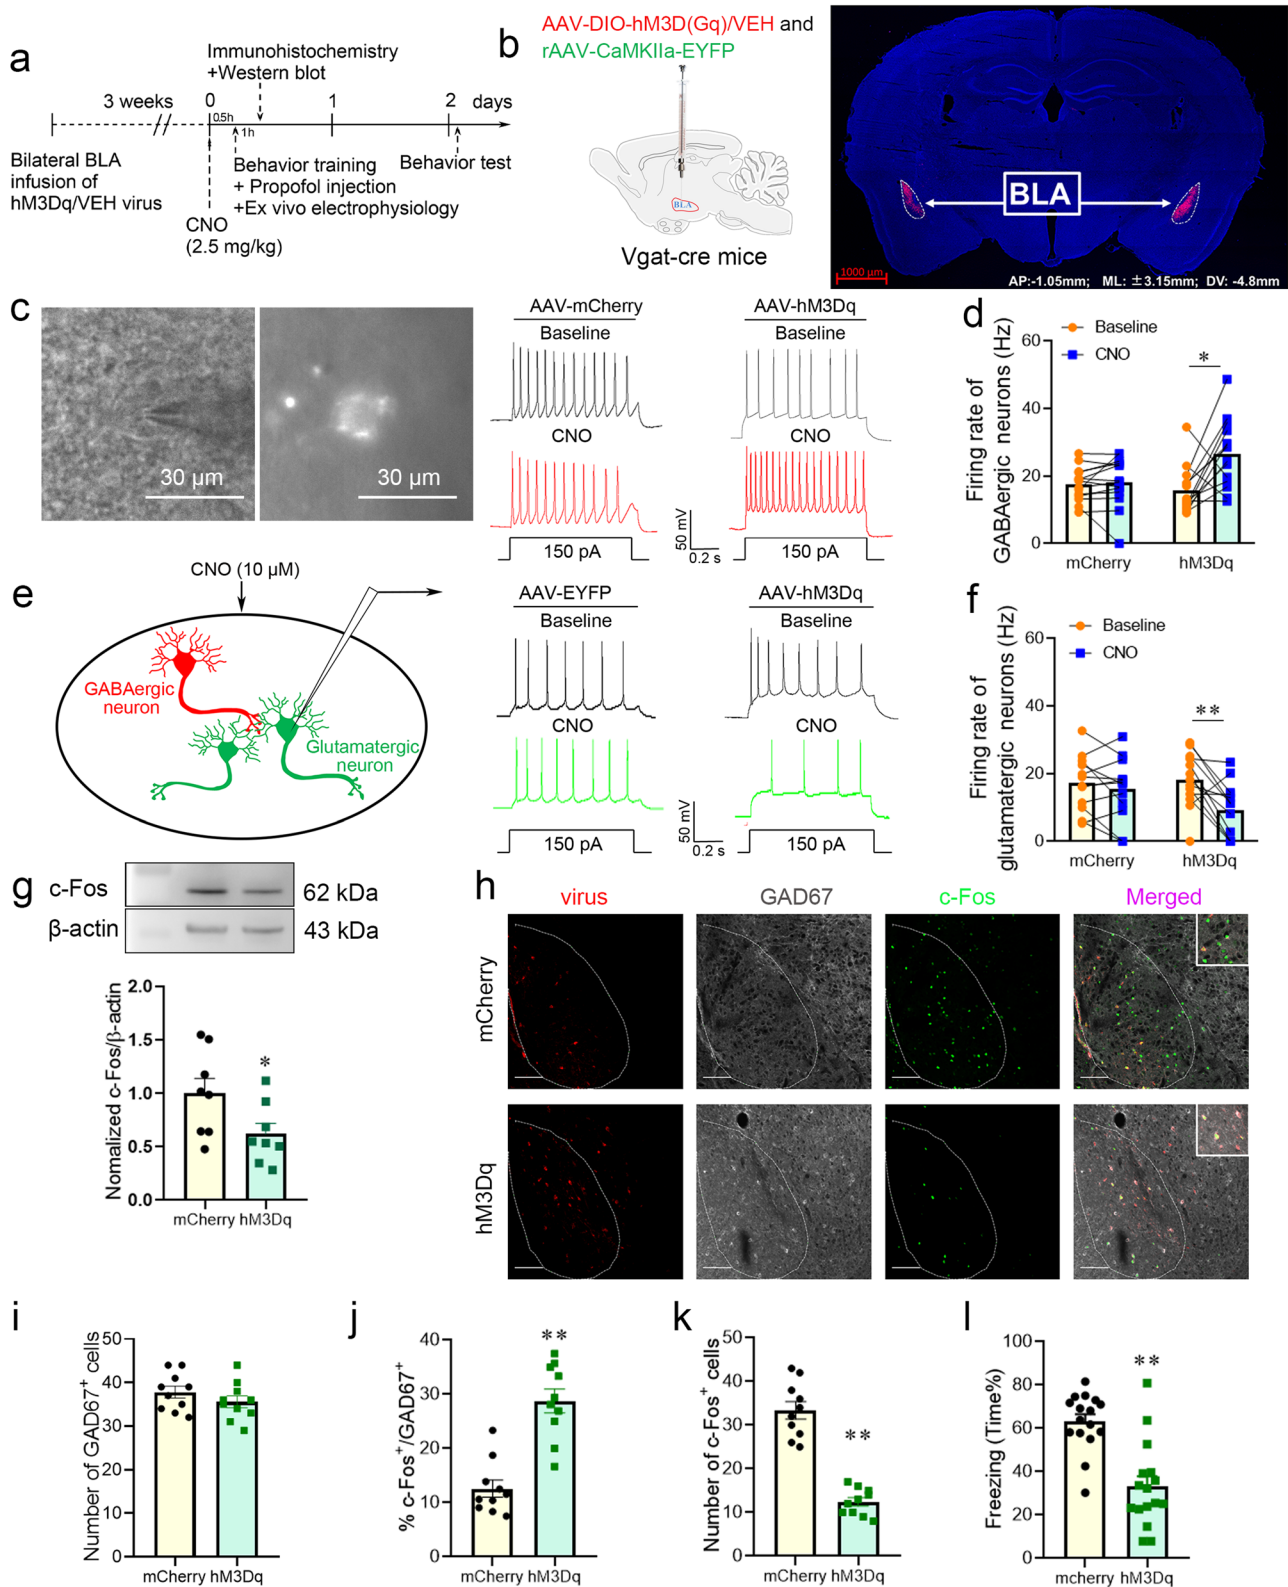 a
Immunohistochemistry
+Western blot
3 weeks
0
1
2
days
0.5h
1h
Bilateral BLA
infusion of
hM3Dq/VEH virus
Behavior training
+ Propofol injection
+Ex vivo electrophysiology
Behavior test
CNO
(2.5 mg/kg)
b
AAV-DIO-hM3D(Gq)/VEH and
rAAV-CaMKIIa-EYFP
BLA
Vgat-cre mice
BLA
1000 μm
AP:-1.05mm; ML: ±3.15mm; DV: -4.8mm
c
30 μm
30 μm
AAV-mCherry
Baseline
CNO
150 pA
AAV-hM3Dq
Baseline
CNO
150 pA
50 mV
0.2 s
d
Firing rate of
GABAergic neurons (Hz)
60
40
20
0
Baseline
CNO
*
mCherry
hM3Dq
e
CNO (10 μM)
GABAergic
neuron
Glutamatergic
neuron
AAV-EYFP
Baseline
CNO
150 pA
AAV-hM3Dq
Baseline
CNO
150 pA
50 mV
0.2 s
f
Firing rate of
glutamatergic neurons (Hz)
60
40
20
0
Baseline
CNO
**
mCherry
hM3Dq
g
c-Fos
62 kDa
β-actin
43 kDa
Nomalized c-Fos/β-actin
2.0
1.5
1.0
0.5
0.0
*
mCherry hM3Dq
h
virus
GAD67
c-Fos
Merged
mCherry
hM3Dq
i
Number of GAD67+ cells
50
40
30
20
10
0
mCherry hM3Dq
j
% c-Fos+/GAD67+
40
30
20
10
0
**
mCherry hM3Dq
k
Number of c-Fos+ cells
50
40
30
20
10
0
**
mCherry hM3Dq
l
Freezing (Time%)
100
80
60
40
20
0
**
mCherry hM3Dq